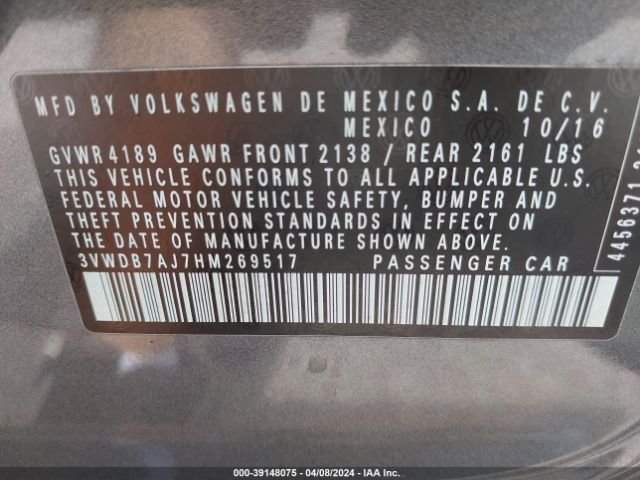 MFD BY VOLKSWAGEN DE MEXICO S.A. DE C.V.
MEXICO 10/16
GVWR 4189 GAWR FRONT 2138 / REAR 2161 LBS
THIS VEHICLE CONFORMS TO ALL APPLICABLE U.S.
FEDERAL MOTOR VEHICLE SAFETY, BUMPER AND
THEFT PREVENTION STANDARDS IN EFFECT ON
THE DATE OF MANUFACTURE SHOWN ABOVE.
3VWDB7AJ7HM269517 PASSENGER CAR
000-39148075 - 04/08/2024 - IAA Inc.